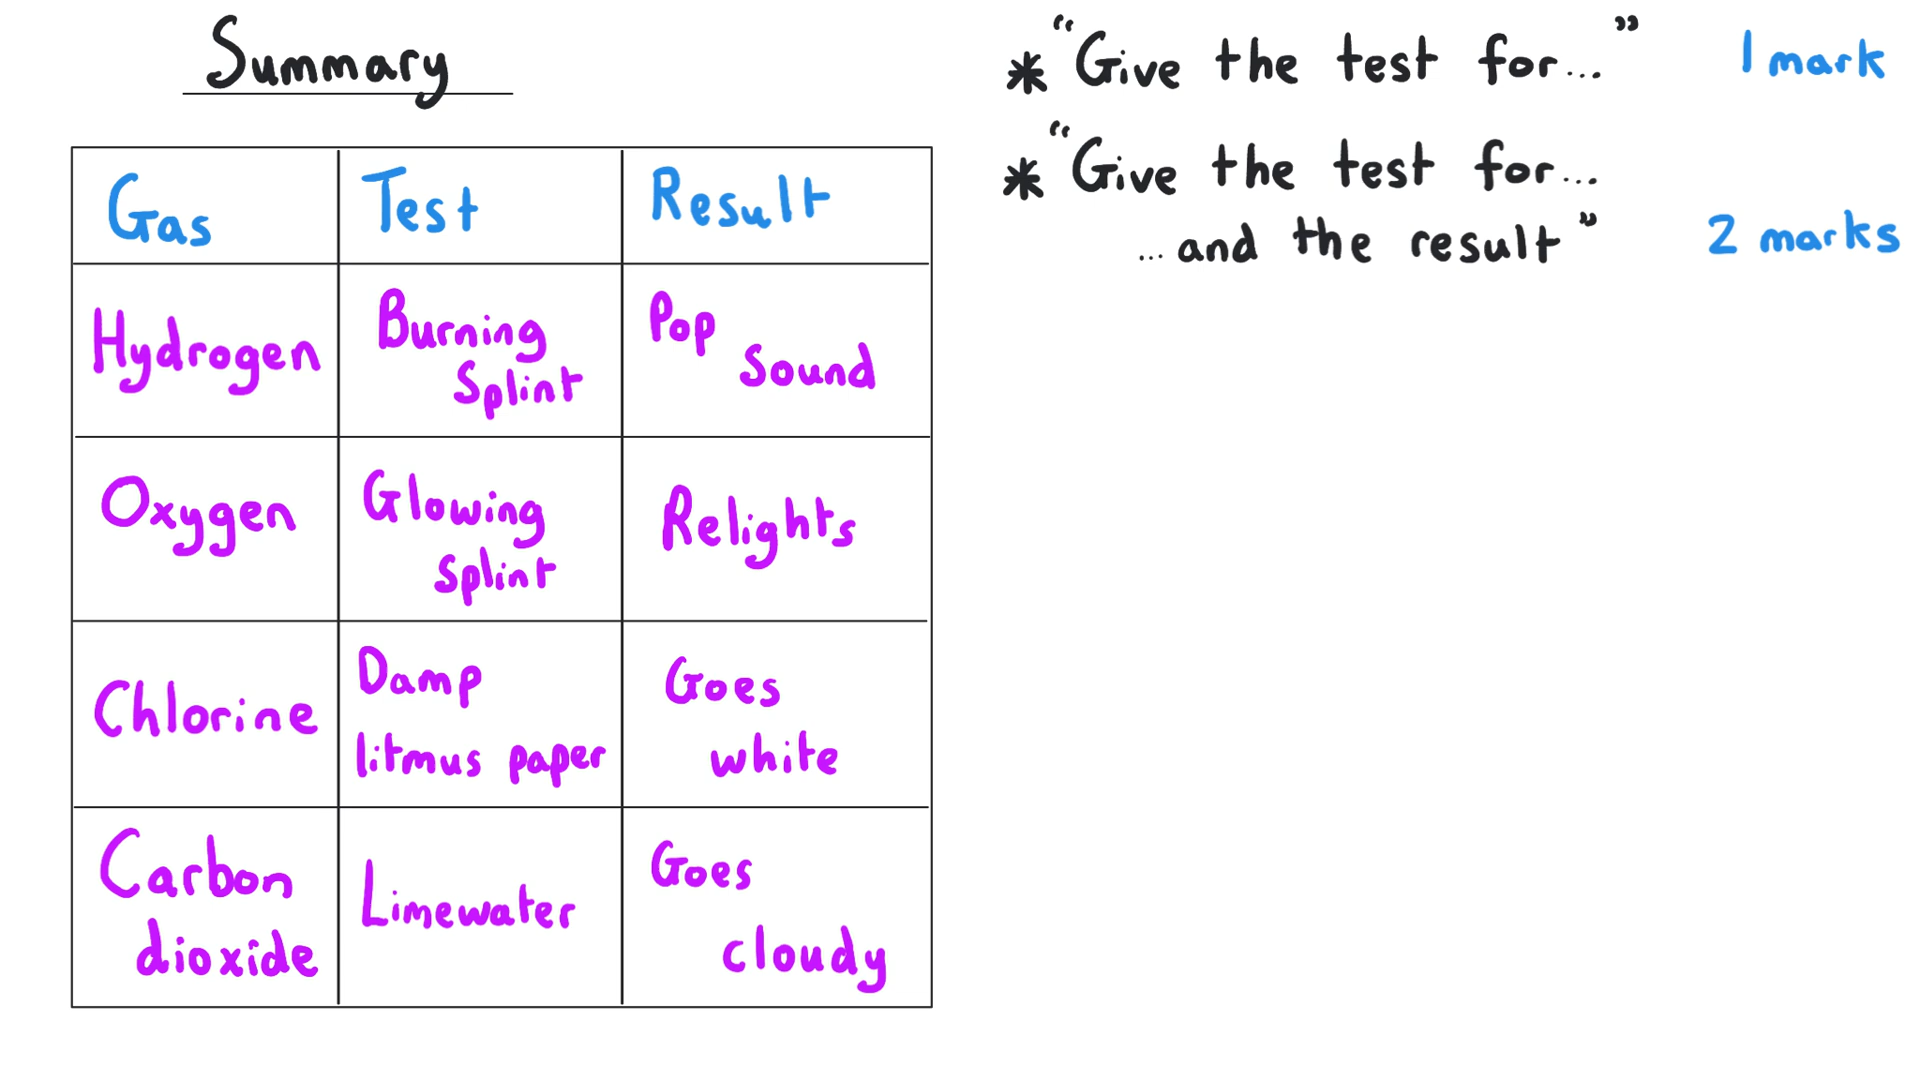 Summary
Gas Test Result
Hydrogen Burning Splint Pop Sound
Oxygen Glowing Splint Relights
Chlorine Damp litmus paper Goes white
Carbon dioxide Limewater Goes cloudy
* "Give the test for..." 1 mark
* "Give the test for...
...and the result" 2 marks